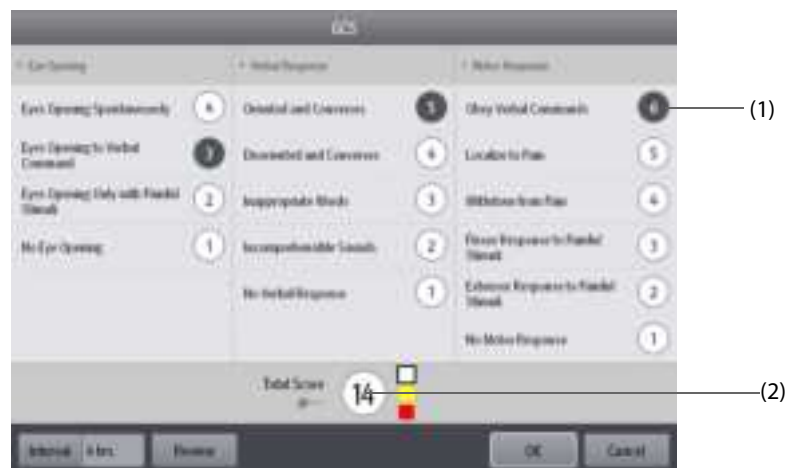 GCS
Eye Opening
Verbal Response
Motor Response
Eyes Opening Spontaneously 4
Oriented and Converses 5
Obey Verbal Commands 6
(1)
Eyes Opening to Verbal
Command 3
Disoriented and Converses 4
Localize to Pain 5
Eyes Opening Only with Painful
Stimuli 2
Inappropriate Words 3
Withdraw from Pain 4
No Eye Opening 1
Incomprehensible Sounds 2
Flexor Response to Painful
Stimuli 3
No Verbal Response 1
Extensor Response to Painful
Stimuli 2
No Motor Response 1
Total Score 14
(2)
Interval
Review
OK
Cancel